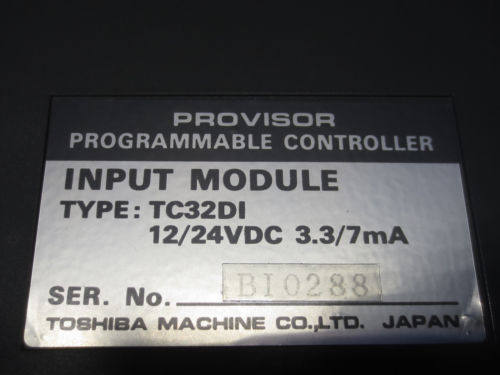 PROVISOR
PROGRAMMABLE CONTROLLER
INPUT MODULE
TYPE: TC32DI
12/24VDC 3.3/7mA
SER. No. BI0288
TOSHIBA MACHINE CO.,LTD. JAPAN